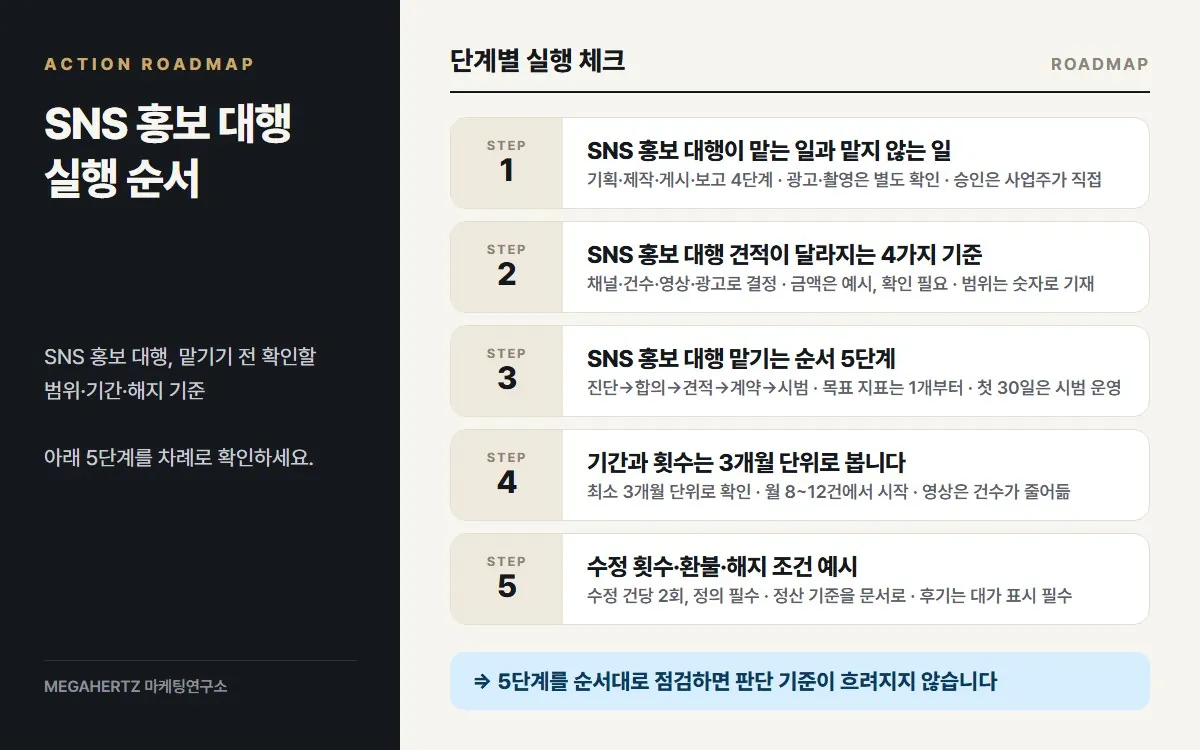 ACTION ROADMAP
SNS 홍보 대행
실행 순서
SNS 홍보 대행, 맡기기 전 확인할
범위·기간·해지 기준
아래 5단계를 차례로 확인하세요.
MEGAHERTZ 마케팅연구소
단계별 실행 체크
ROADMAP
STEP
1
SNS 홍보 대행이 맡는 일과 맡지 않는 일
기획·제작·게시·보고 4단계 · 광고·촬영은 별도 확인 · 승인은 사업주가 직접
STEP
2
SNS 홍보 대행 견적이 달라지는 4가지 기준
채널·건수·영상·광고로 결정 · 금액은 예시, 확인 필요 · 범위는 숫자로 기재
STEP
3
SNS 홍보 대행 맡기는 순서 5단계
진단→합의→견적→계약→시범 · 목표 지표는 1개부터 · 첫 30일은 시범 운영
STEP
4
기간과 횟수는 3개월 단위로 봅니다
최소 3개월 단위로 확인 · 월 8~12건에서 시작 · 영상은 건수가 줄어듦
STEP
5
수정 횟수·환불·해지 조건 예시
수정 건당 2회, 정의 필수 · 정산 기준을 문서로 · 후기는 대가 표시 필수
→ 5단계를 순서대로 점검하면 판단 기준이 흐려지지 않습니다